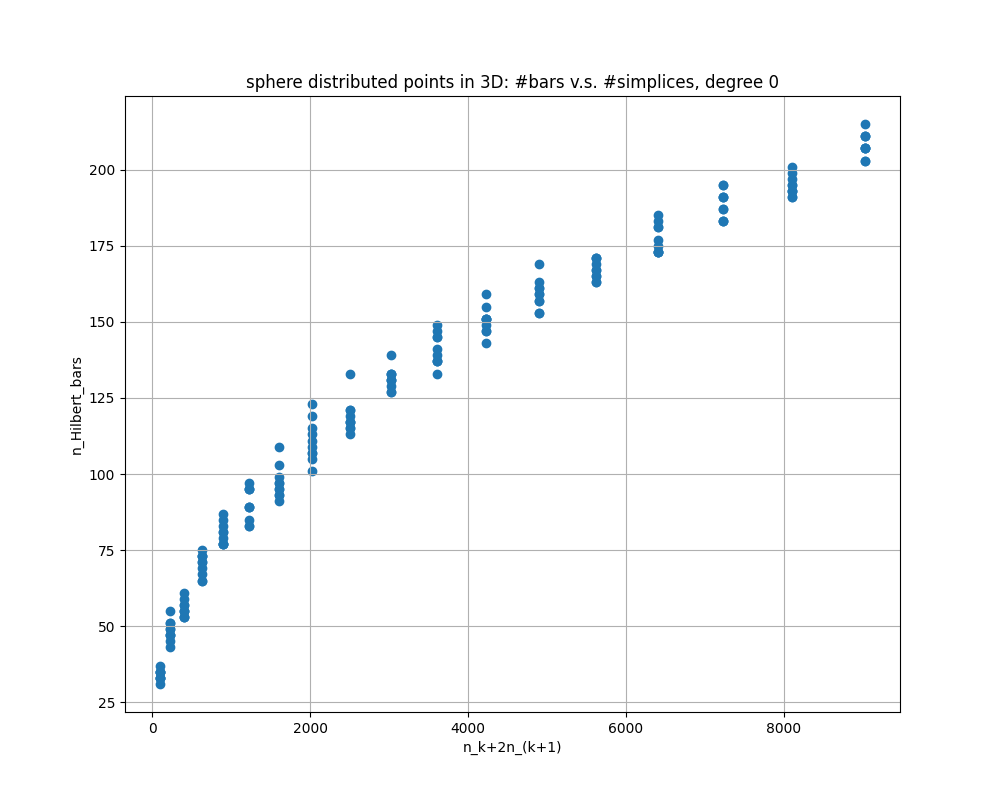 sphere distributed points in 3D: #bars v.s. #simplices, degree 0
n_Hilbert_bars
200
175
150
125
100
75
50
25
0 2000 4000 6000 8000
n_k+2n_(k+1)